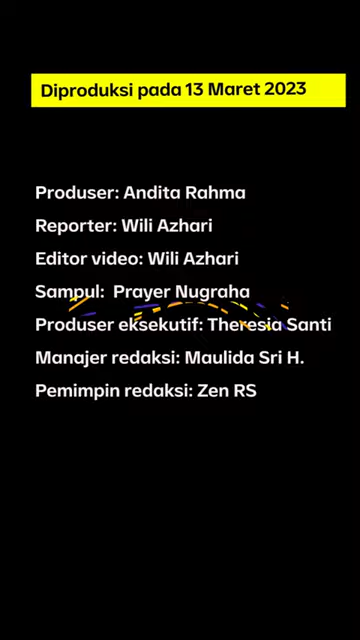 Diproduksi pada 13 Maret 2023
Produser: Andita Rahma
Reporter: Wili Azhari
Editor video: Wili Azhari
Sampul: Prayer Nugraha
Produser eksekutif: Theresia Santi
Manajer redaksi: Maulida Sri H.
Pemimpin redaksi: Zen RS